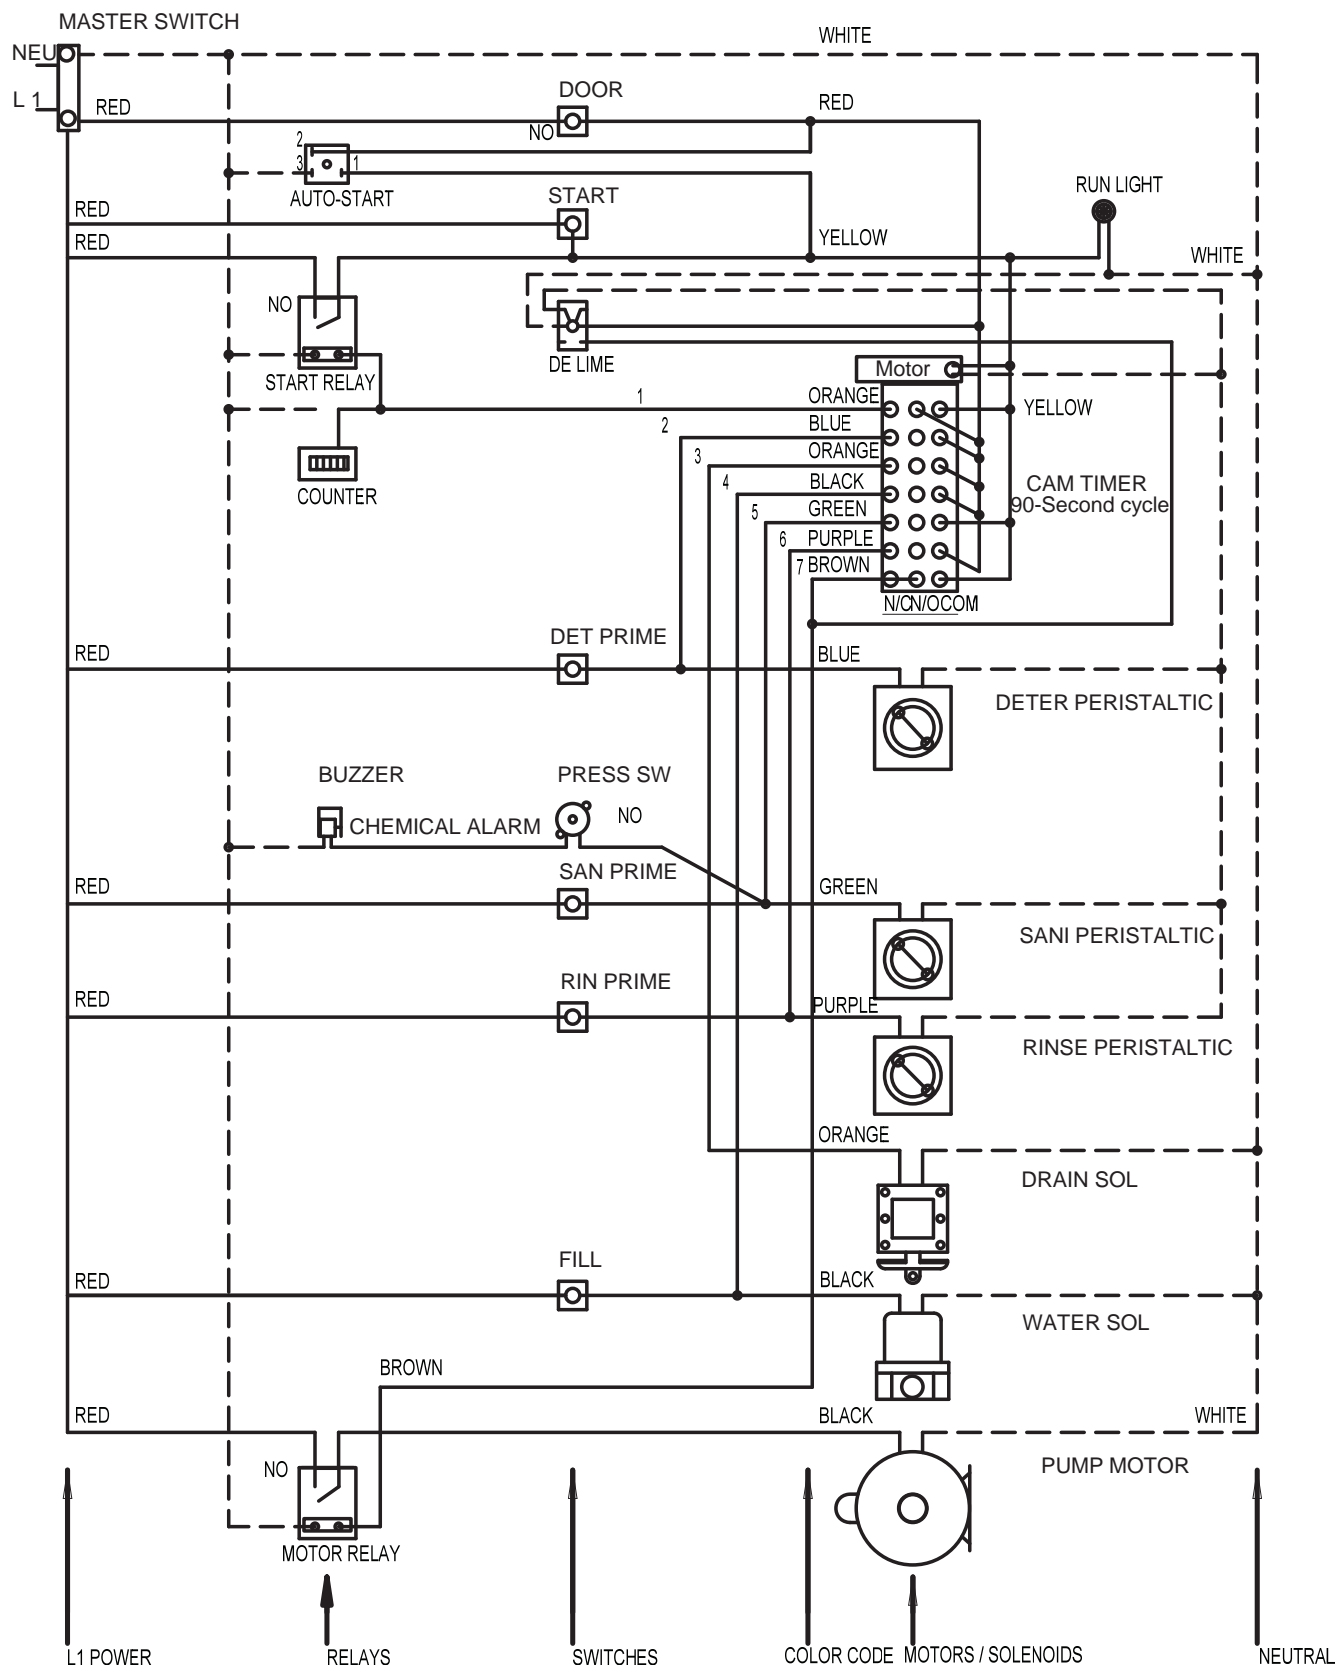 MASTER SWITCH
WHITE
NEU
L 1
RED
DOOR
RED
NO
2
3
1
AUTO-START
START
RUN LIGHT
RED
RED
YELLOW
WHITE
NO
START RELAY
DE LIME
Motor
1
ORANGE
YELLOW
2
BLUE
3
ORANGE
4
BLACK
CAM TIMER
90-Second cycle
5
GREEN
6
PURPLE
7 BROWN
COUNTER
N/C N/O COM
DET PRIME
RED
BLUE
DETER PERISTALTIC
BUZZER
PRESS SW
NO
CHEMICAL ALARM
SAN PRIME
RED
GREEN
SANI PERISTALTIC
RIN PRIME
RED
PURPLE
RINSE PERISTALTIC
ORANGE
DRAIN SOL
FILL
RED
BLACK
WATER SOL
BROWN
RED
BLACK
WHITE
NO
PUMP MOTOR
MOTOR RELAY
L1 POWER
RELAYS
SWITCHES
COLOR CODE
MOTORS / SOLENOIDS
NEUTRAL